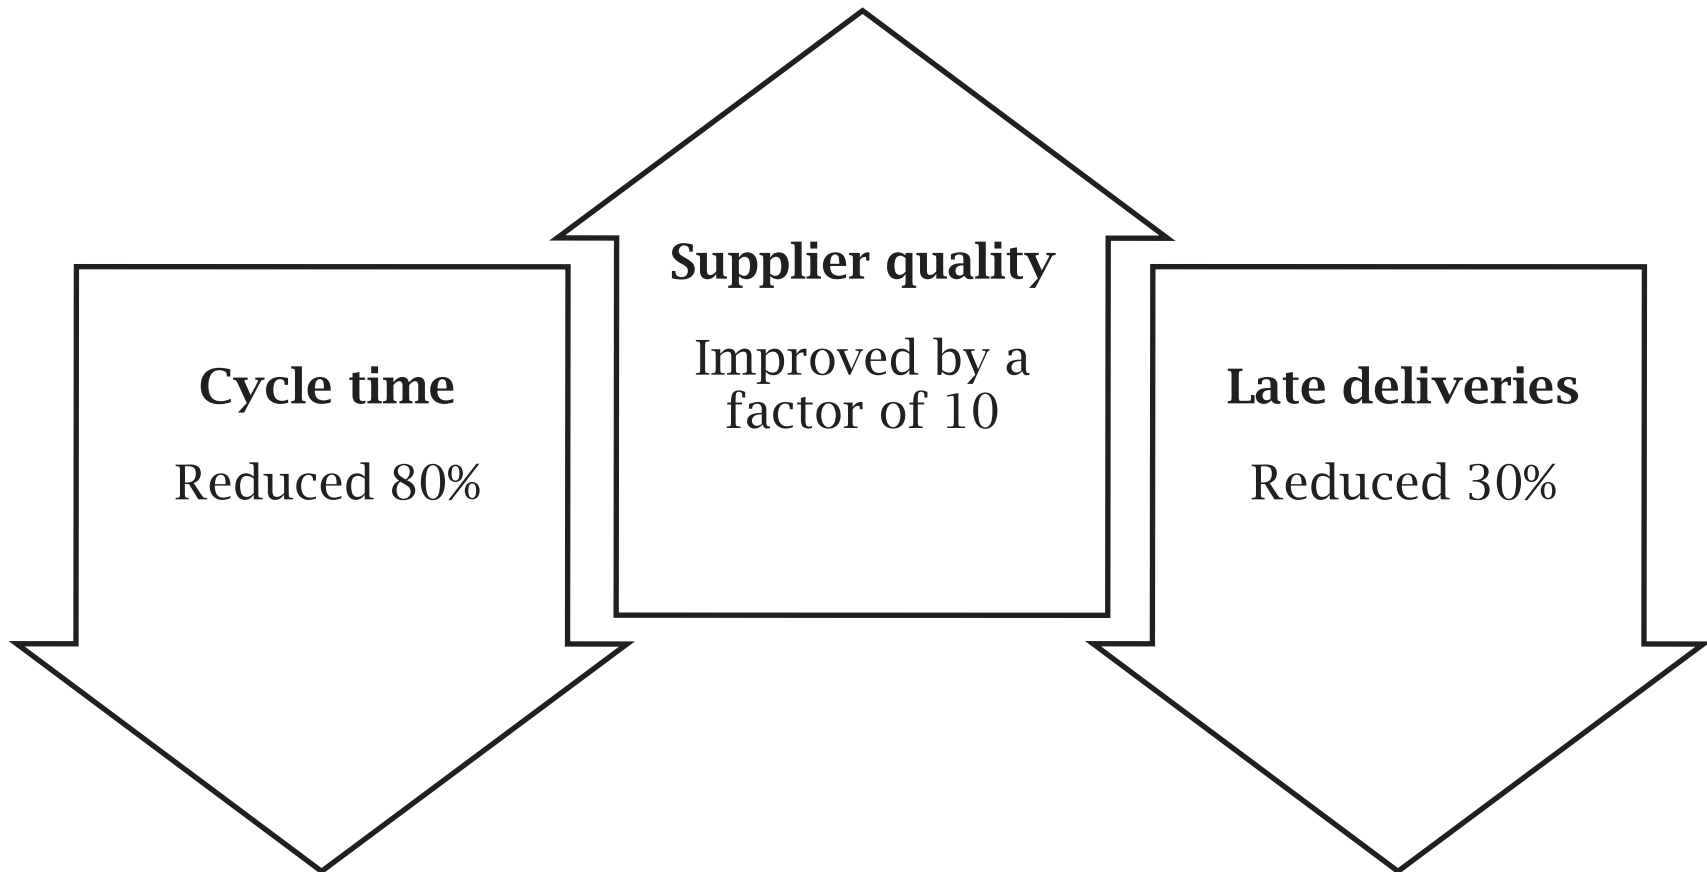 Cycle time
Reduced 80%
Supplier quality
Improved by a
factor of 10
Late deliveries
Reduced 30%